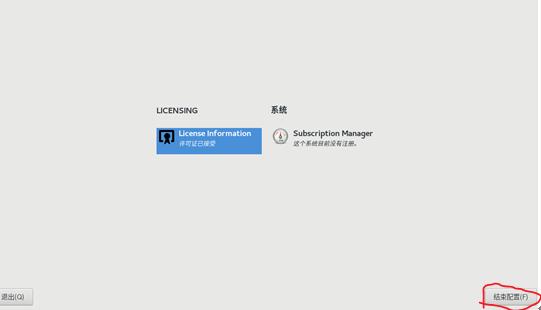 LICENSING
License Information
许可证已接受
系统
Subscription Manager
这个系统目前没有注册。
退出(Q)
结束配置(F)